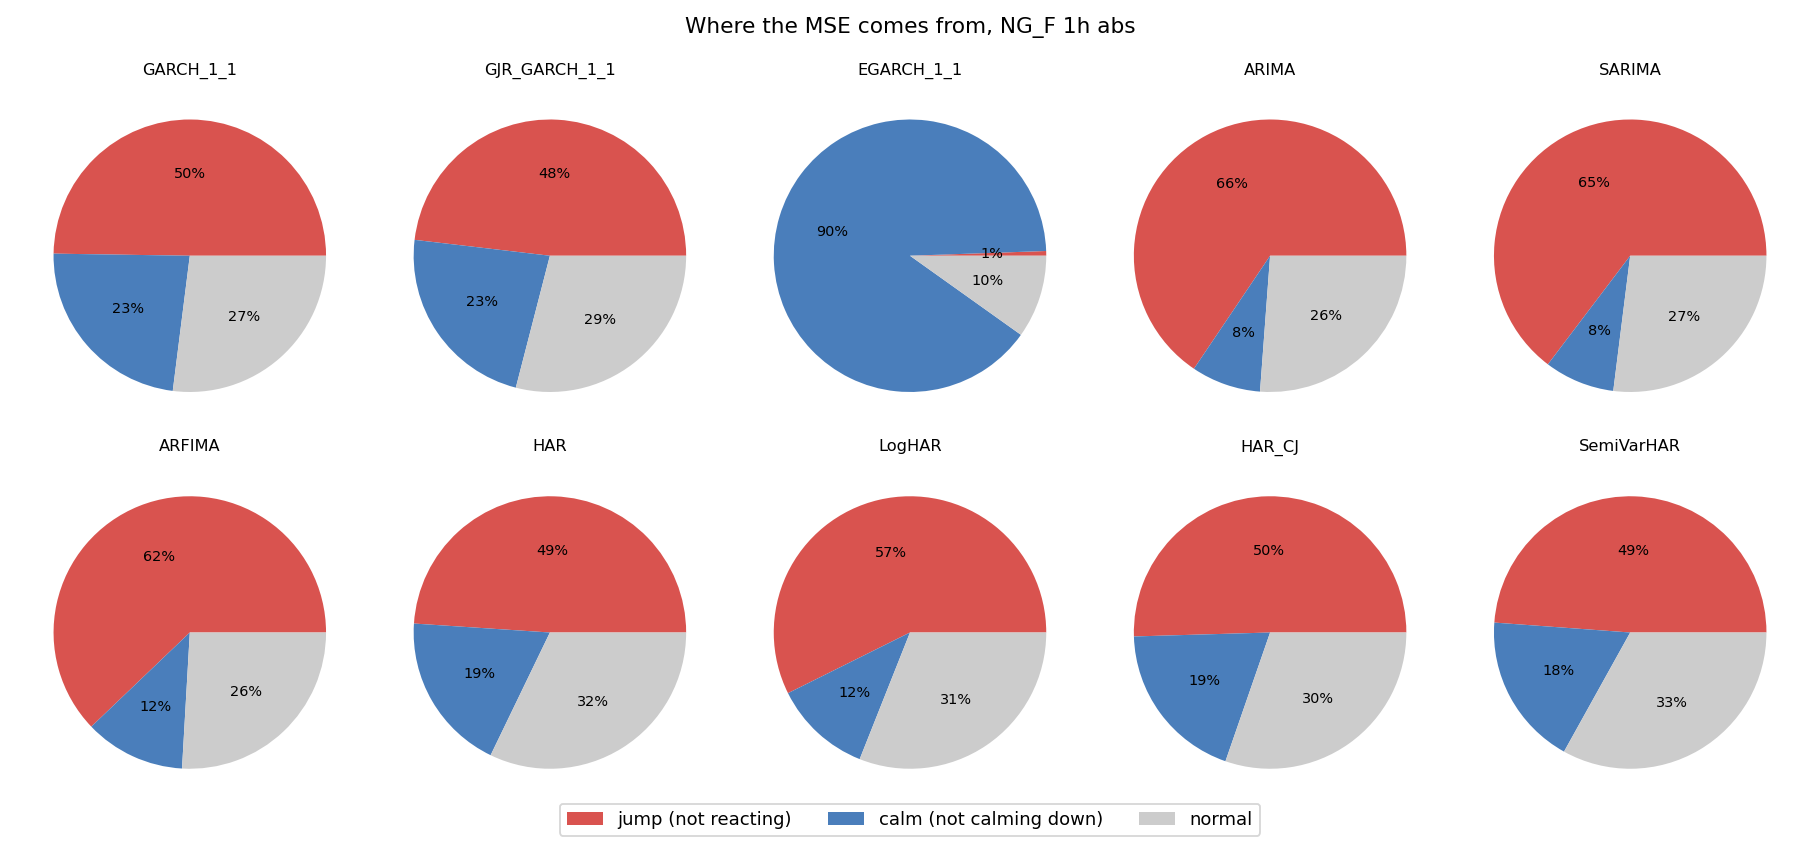 Where the MSE comes from, NG_F 1h abs
GARCH_1_1
50%
23%
27%
GJR_GARCH_1_1
48%
23%
29%
EGARCH_1_1
90%
1%
10%
ARIMA
66%
8%
26%
SARIMA
65%
8%
27%
ARFIMA
62%
12%
26%
HAR
49%
19%
32%
LogHAR
57%
12%
31%
HAR_CJ
50%
19%
30%
SemiVarHAR
49%
18%
33%
jump (not reacting)
calm (not calming down)
normal